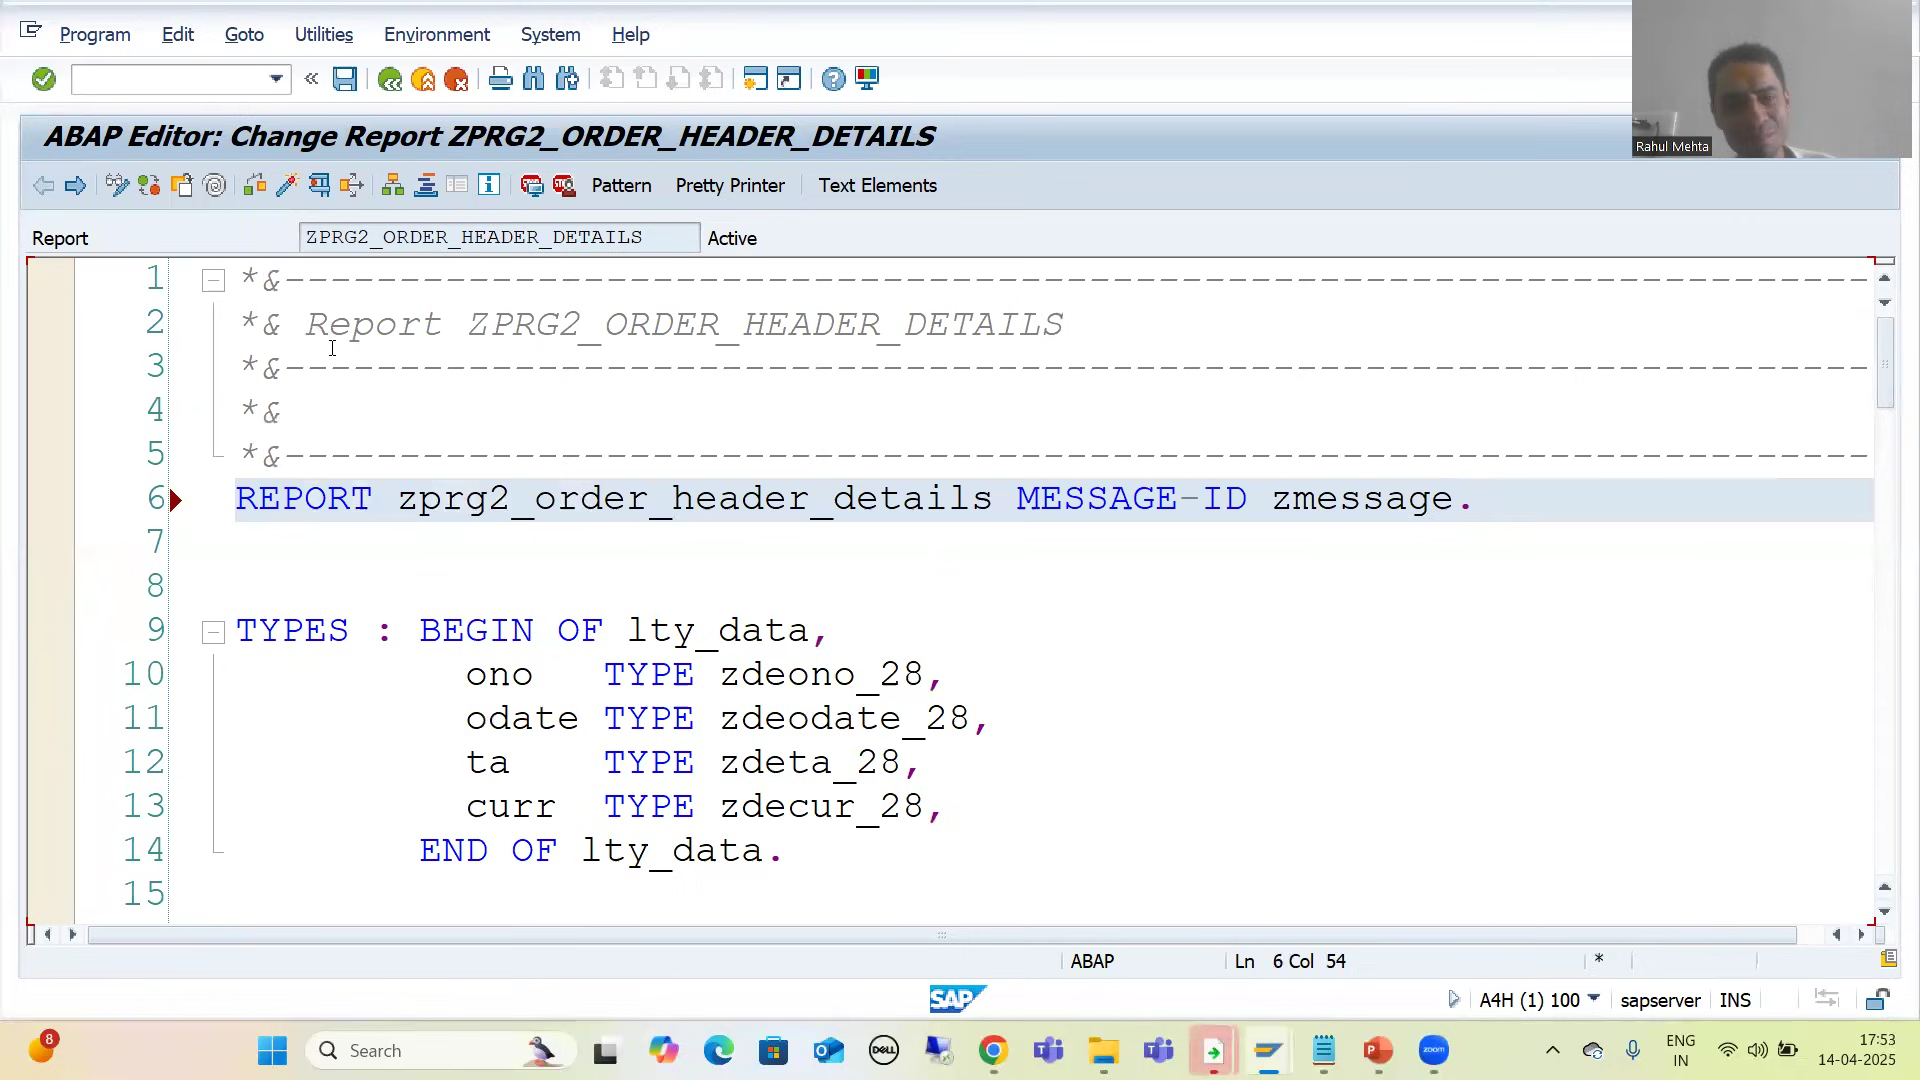 Program Edit Goto Utilities Environment System Help
Rahul Mehta
ABAP Editor: Change Report ZPRG2_ORDER_HEADER_DETAILS
Pattern Pretty Printer Text Elements
Report ZPRG2_ORDER_HEADER_DETAILS Active
1 *&---------------------------------------------------------------------
2 *& Report ZPRG2_ORDER_HEADER_DETAILS
3 *&---------------------------------------------------------------------
4 *&
5 *&---------------------------------------------------------------------
6 REPORT zprg2_order_header_details MESSAGE-ID zmessage.
7
8
9 TYPES : BEGIN OF lty_data,
10 ono TYPE zdeono_28,
11 odate TYPE zdeodate_28,
12 ta TYPE zdeta_28,
13 curr TYPE zdecur_28,
14 END OF lty_data.
15
ABAP Ln 6 Col 54 *
SAP A4H (1) 100 sapserver INS
8 Search DELL zoom ENG IN 17:53 14-04-2025